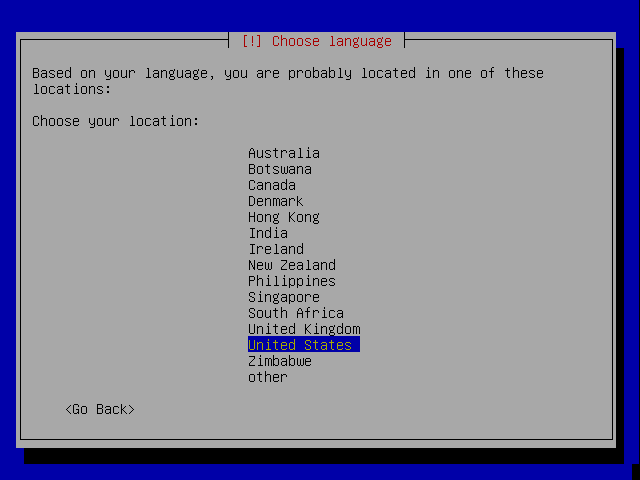 [!] Choose language
Based on your language, you are probably located in one of these
locations:
Choose your location:
Australia
Botswana
Canada
Denmark
Hong Kong
India
Ireland
New Zealand
Philippines
Singapore
South Africa
United Kingdom
United States
Zimbabwe
other
<Go Back>